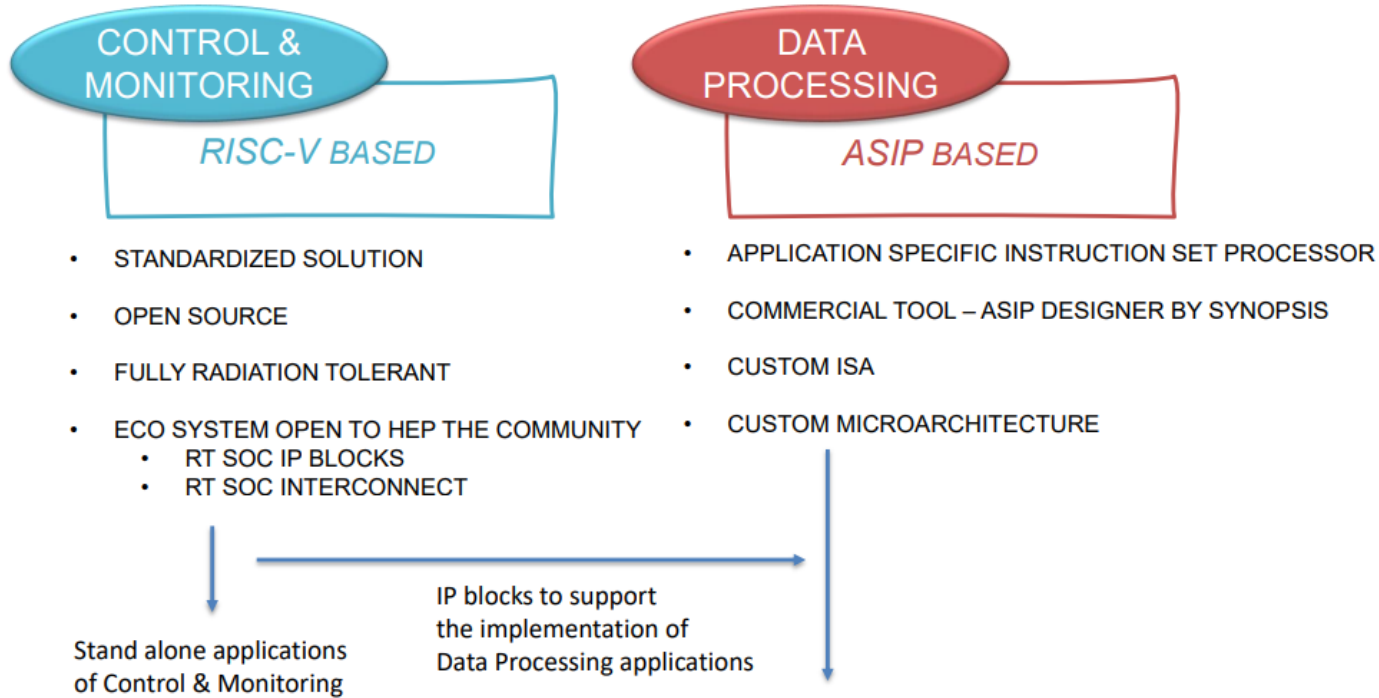 CONTROL &
MONITORING
RISC-V BASED
• STANDARDIZED SOLUTION
• OPEN SOURCE
• FULLY RADIATION TOLERANT
• ECO SYSTEM OPEN TO HEP THE COMMUNITY
• RT SOC IP BLOCKS
• RT SOC INTERCONNECT
Stand alone applications
of Control & Monitoring
IP blocks to support
the implementation of
Data Processing applications
DATA
PROCESSING
ASIP BASED
• APPLICATION SPECIFIC INSTRUCTION SET PROCESSOR
• COMMERCIAL TOOL – ASIP DESIGNER BY SYNOPSIS
• CUSTOM ISA
• CUSTOM MICROARCHITECTURE